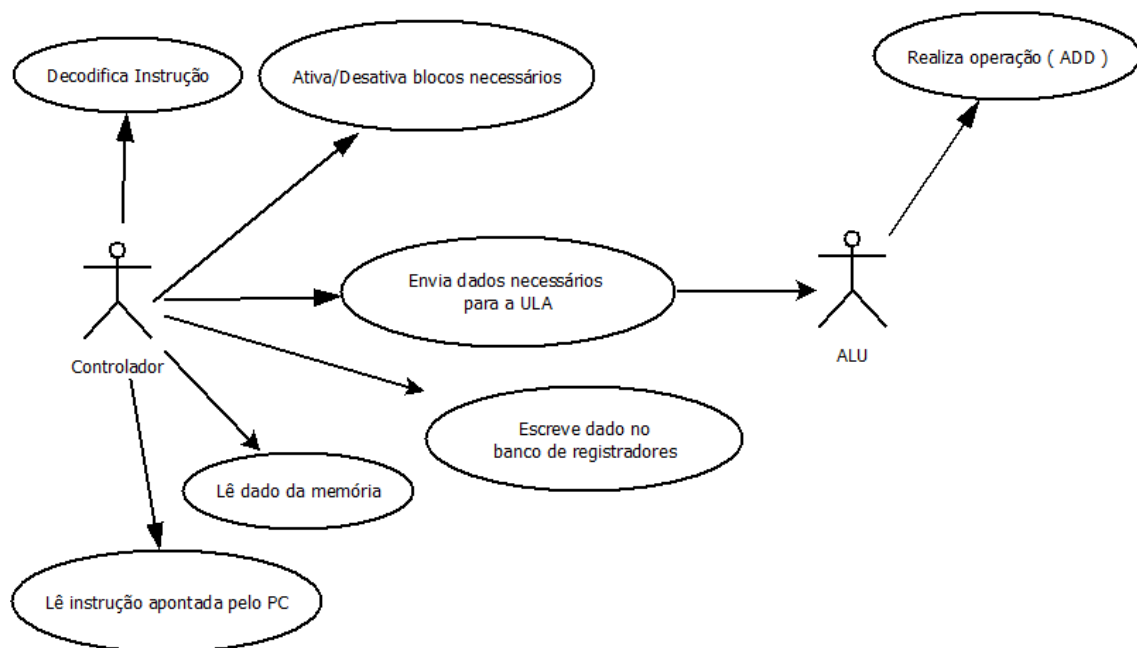 Realiza operação ( ADD )
Decodifica Instrução
Ativa/Desativa blocos necessários
Envia dados necessários
para a ULA
ALU
Controlador
Escreve dado no
banco de registradores
Lê dado da memória
Lê instrução apontada pelo PC